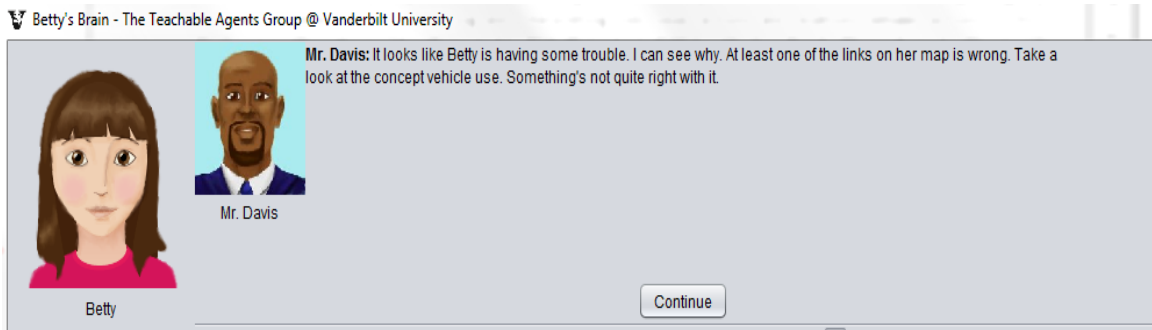 Betty's Brain - The Teachable Agents Group @ Vanderbilt University
Mr. Davis: It looks like Betty is having some trouble. I can see why. At least one of the links on her map is wrong. Take a
look at the concept vehicle use. Something's not quite right with it.
Mr. Davis
Betty
Continue